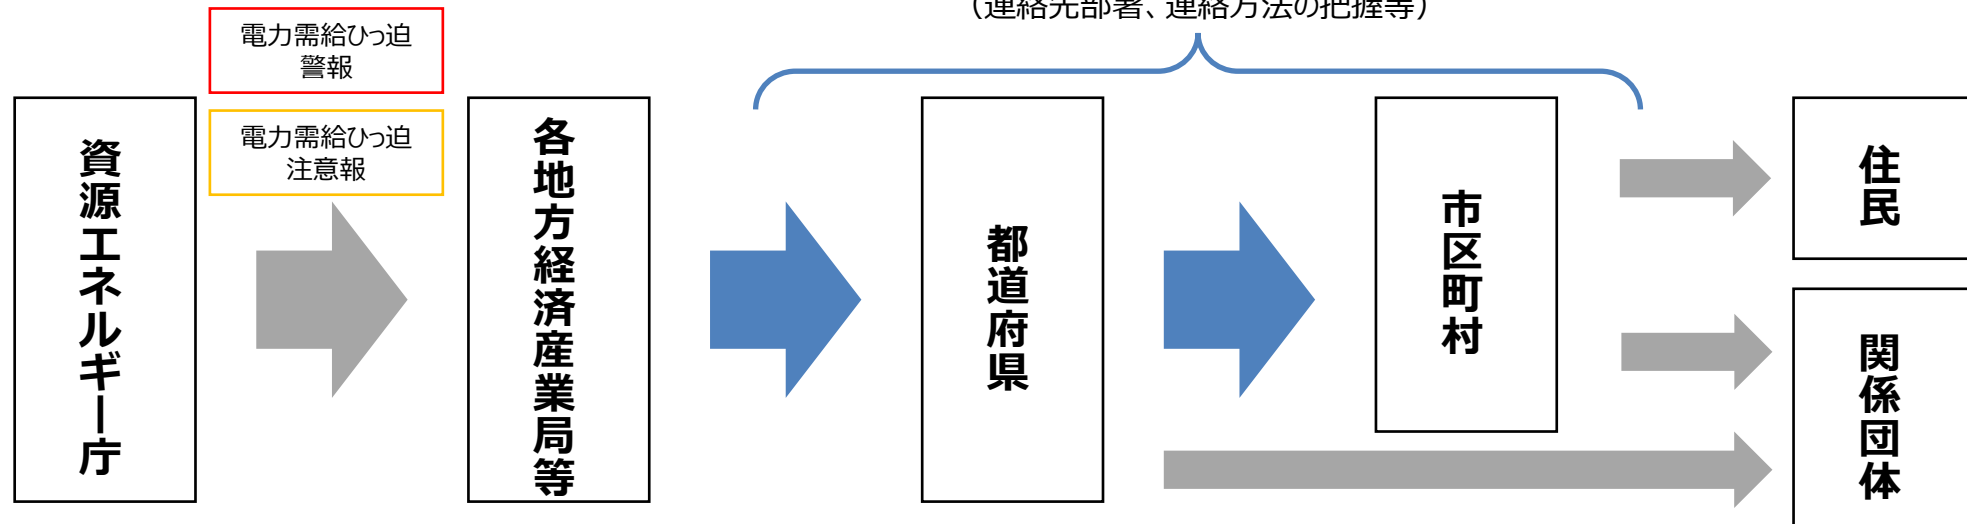 （連絡先部署、連絡方法の把握等）
電力需給ひっ迫
警報
電力需給ひっ迫
注意報
資源エネルギー庁
各地方経済産業局等
都道府県
市区町村
住民
関係団体